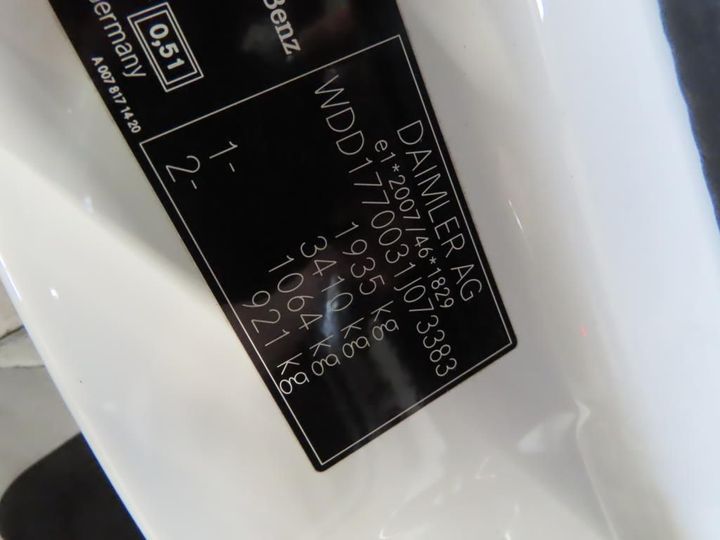 Benz
Germany
0,51
A 007 817 14 20
DAIMLER AG
e1*2007/46*1829
WDD1770031J073383
1935 kg
3410 kg
1- 1064 kg
2- 921 kg